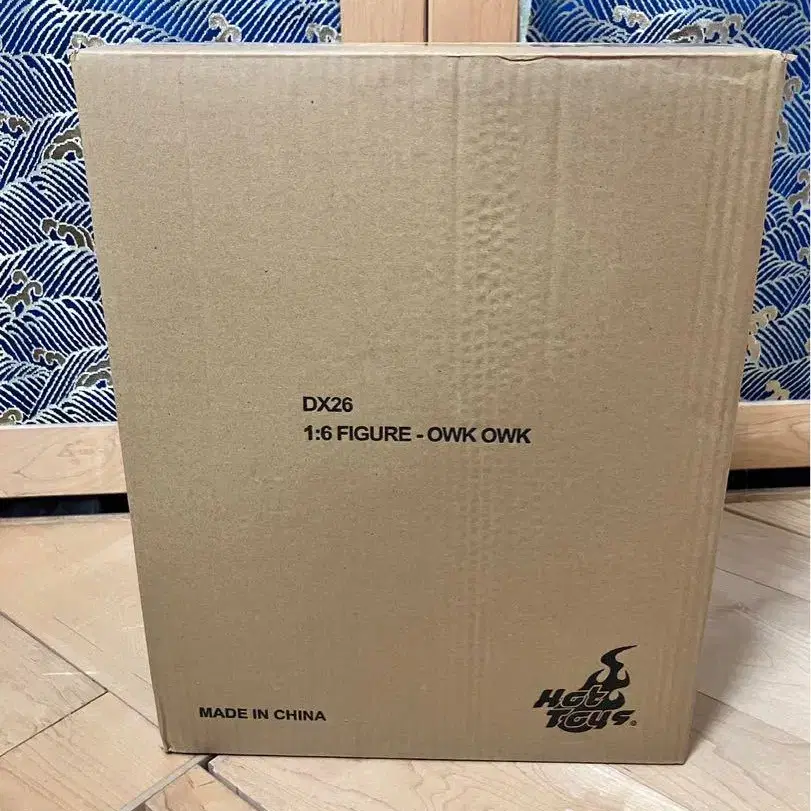 DX26
1:6 FIGURE - OWK OWK
MADE IN CHINA
Hot
Toys